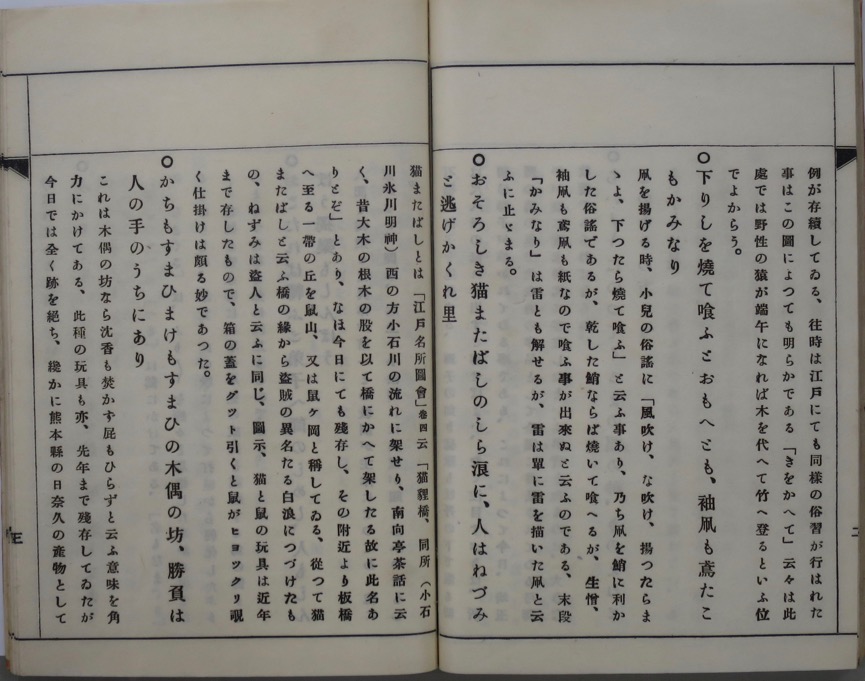 例が存續してゐる、往時は江戸にても同樣の俗習が行はれた
事はこの圖によつても明らかである「きをかへて」云々は此
處では野性の猿が端午になれば木を代へて竹へ登るといふ位
でよからう。
○下りしを燒て喰ふとおもへとも、袖凧も鳶たこ
もかみなり
凧を揚げる時、小兒の俗謠に「風吹け、な吹け、揚つたらま
ゝよ、下つたら燒て喰ふ」と云ふ事あり、乃ち凧を鯣に利か
した俗謠であるが、乾した鯣ならば燒いて喰へるが、生憎、
袖凧も鳶凧も紙なので喰ふ事が出來ぬと云ふのである、末段
「かみなり」は雷とも解せるが、雷は單に雷を描いた凧と云
ふに止まる。
○おそろしき猫またばしのしら浪に、人はねづみ
と逃げかくれ里
猫またばしとは「江戸名所圖會」卷四云「猫貍橋、同所（小石
川氷川明神）西の方小石川の流れに架せり、南向亭茶話に云
く、昔大木の根木の股を以て橋にかへて架したる故に此名あ
りとぞ」とあり、なほ今日にても殘存し、その附近より板橋
へ至る一帶の丘を鼠山、又は鼠ヶ岡と稱してゐる、從つて猫
またばしと云ふ橋の緣から盜賊の異名たる白浪につづけたも
の、ねずみは盜人と云ふに同じ、圖示、猫と鼠の玩具は近年
まで存したもので、箱の蓋をグット引くと鼠がヒョックリ覗
く仕掛けは頗る妙であつた。
○かちもすまひまけもすまひの木偶の坊、勝負は
人の手のうちにあり
これは木偶の坊なら沈香も焚かず屁もひらずと云ふ意味を角
力にかけてある、此種の玩具も亦、先年まで殘存してゐたが
今日では全く跡を絶ち、纔かに熊本縣の日奈久の產物として
二
三